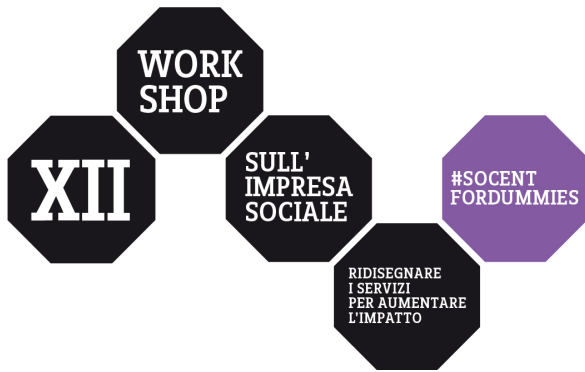 XII
WORK
SHOP
SULL'
IMPRESA
SOCIALE
RIDISEGNARE
I SERVIZI
PER AUMENTARE
L'IMPATTO
#SOCENT
FORDUMMIES